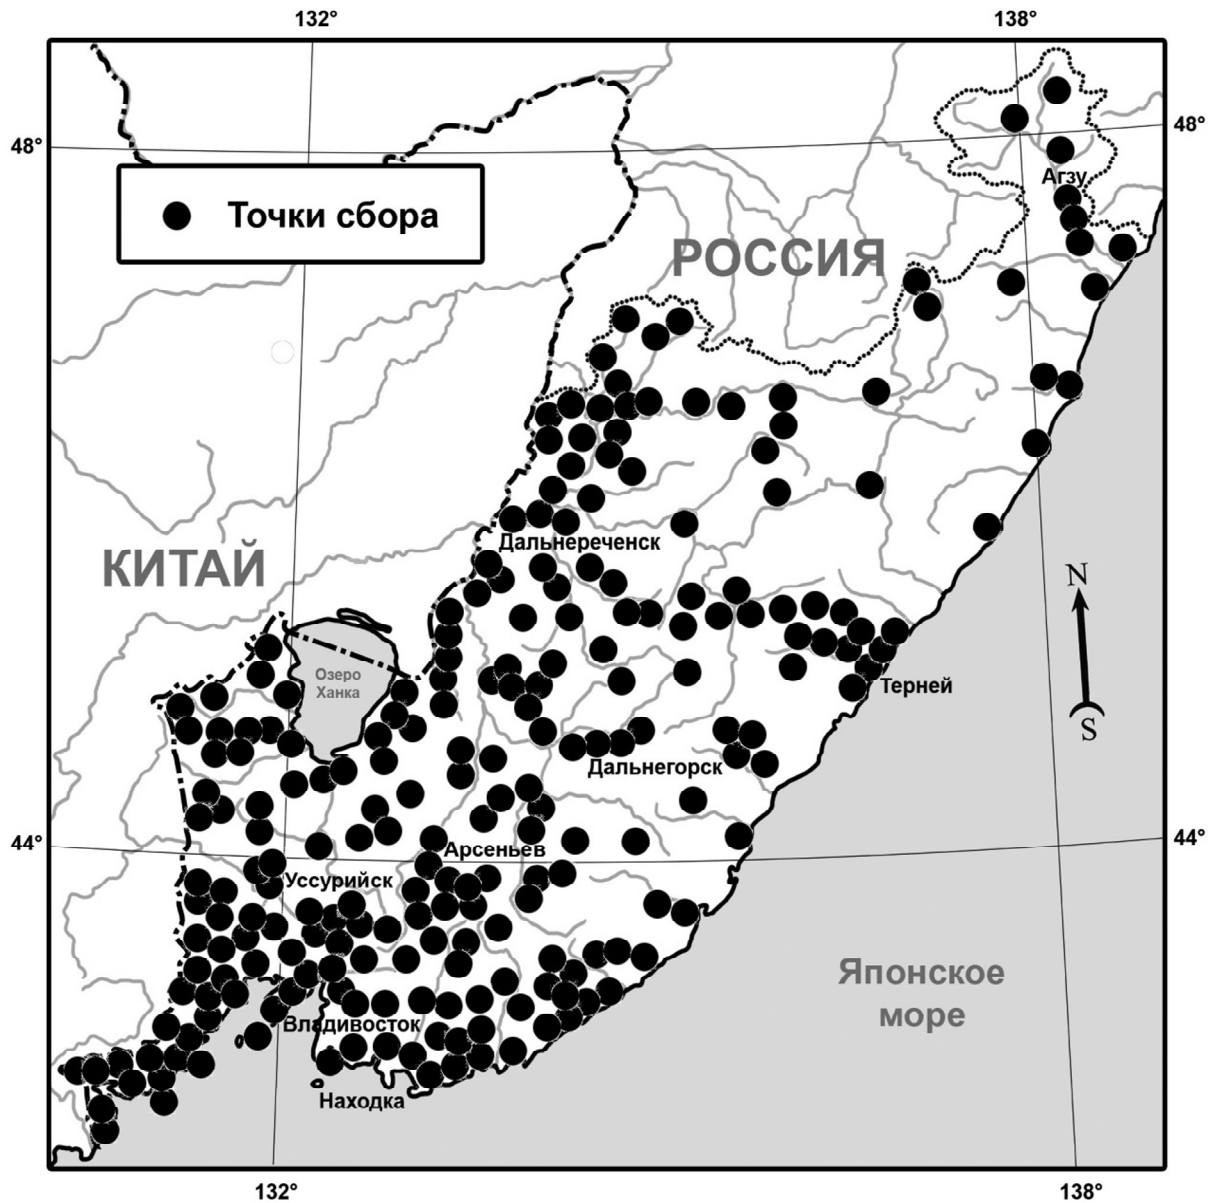 132°
138°
48°
48°
Агзу
Точки сбора
РОССИЯ
Дальнереченск
КИТАЙ
N
Озеро
Ханка
Терней
S
Дальнегорск
44°
44°
Арсеньев
Уссурийск
Японское
море
Владивосток
Находка
132°
138°